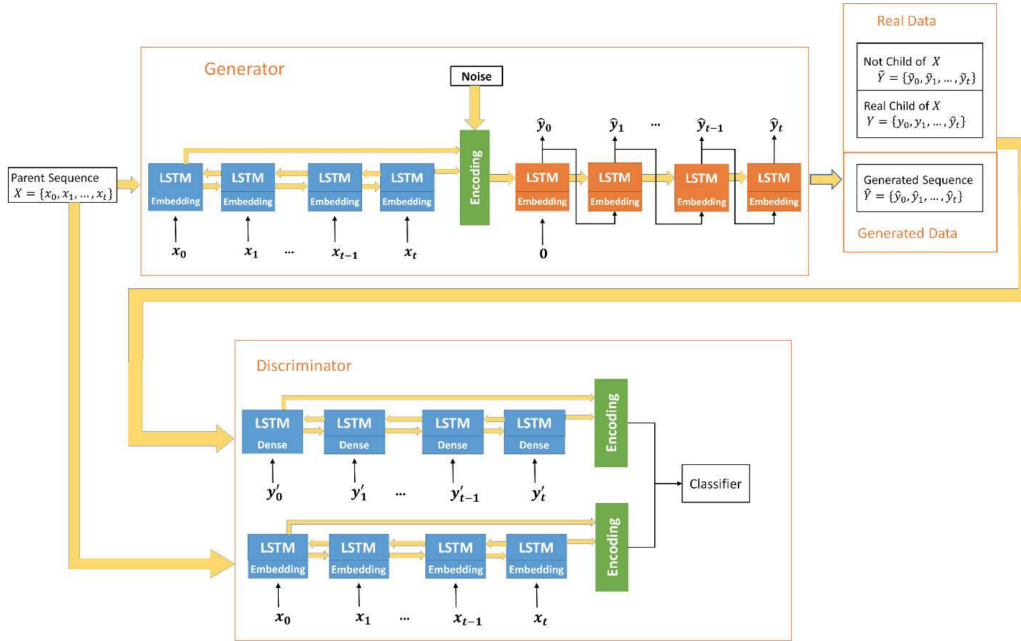 Real Data
Not Child of X
Ỹ = {ỹ₀, ỹ₁, ..., ỹₜ}
Real Child of X
Y = {y₀, y₁, ..., ŷₜ}
Generated Sequence
Ŷ = {ŷ₀, ŷ₁, ..., ŷₜ}
Generated Data
Generator
Noise
ŷ₀ ŷ₁ ... ŷₜ₋₁ ŷₜ
Parent Sequence
X = {x₀, x₁, ..., xₜ}
LSTM LSTM LSTM LSTM Encoding LSTM LSTM LSTM LSTM
Embedding Embedding Embedding Embedding Embedding Embedding Embedding Embedding
x₀ x₁ ... xₜ₋₁ xₜ 0
Discriminator
LSTM LSTM LSTM LSTM Encoding
Dense Dense Dense Dense
y′₀ y′₁ ... y′ₜ₋₁ y′ₜ
Classifier
LSTM LSTM LSTM LSTM Encoding
Embedding Embedding Embedding Embedding
x₀ x₁ ... xₜ₋₁ xₜ